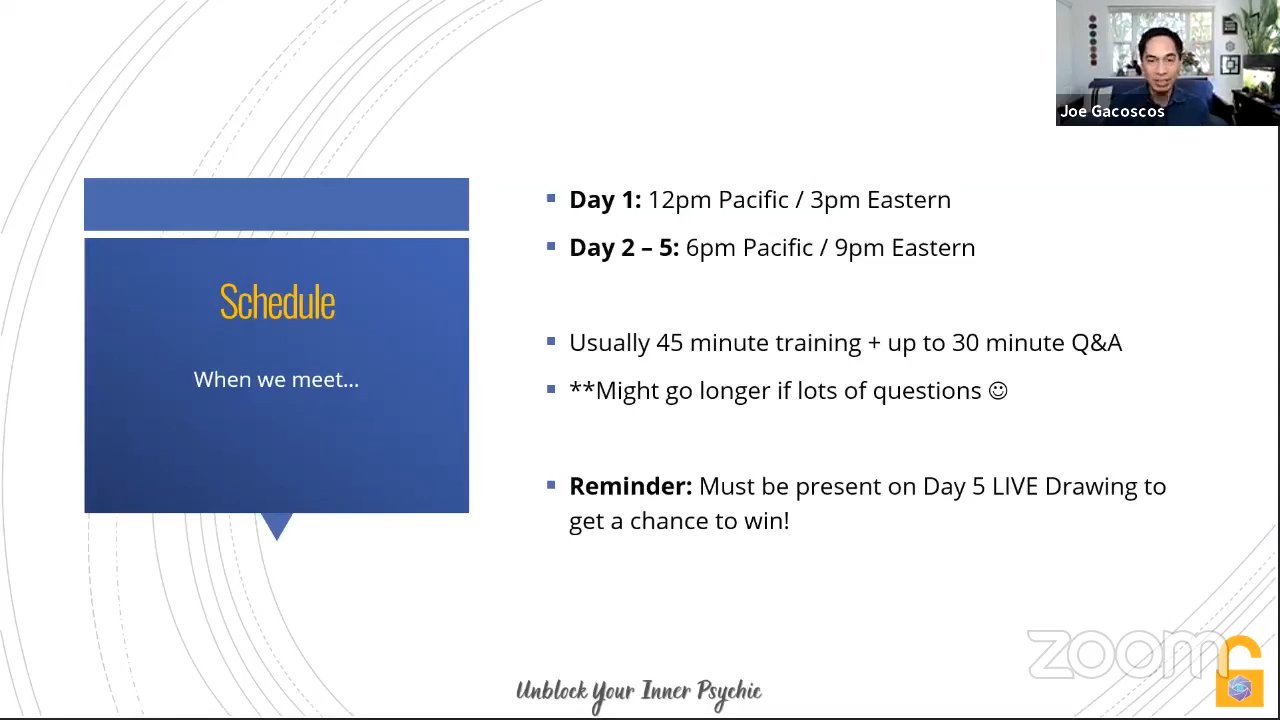 Joe Gacoscos
Schedule
When we meet...
Day 1: 12pm Pacific / 3pm Eastern
Day 2 – 5: 6pm Pacific / 9pm Eastern
Usually 45 minute training + up to 30 minute Q&A
**Might go longer if lots of questions ☺
Reminder: Must be present on Day 5 LIVE Drawing to
get a chance to win!
zoom
Unblock Your Inner Psychic